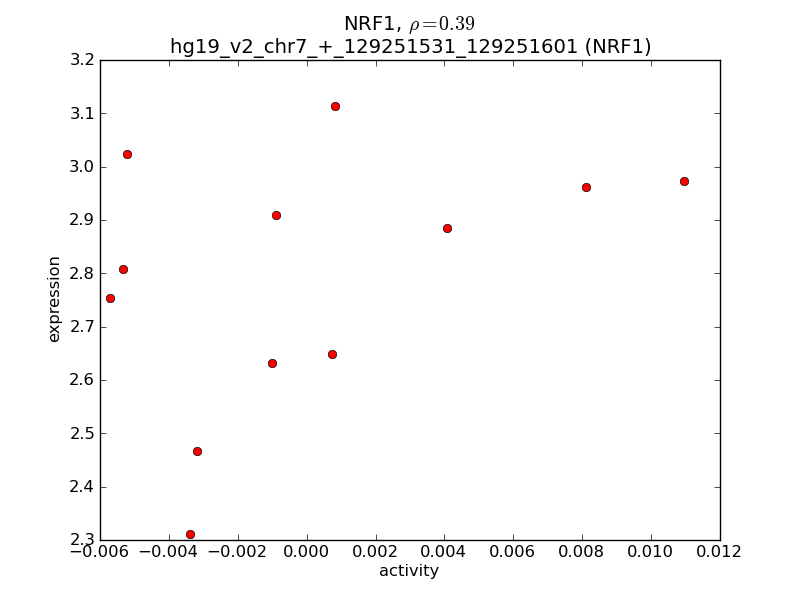 NRF1, ρ=0.39
hg19_v2_chr7_+_129251531_129251601 (NRF1)
3.2
3.1
3.0
2.9
2.8
2.7
2.6
2.5
2.4
2.3
expression
−0.006 −0.004 −0.002 0.000 0.002 0.004 0.006 0.008 0.010 0.012
activity